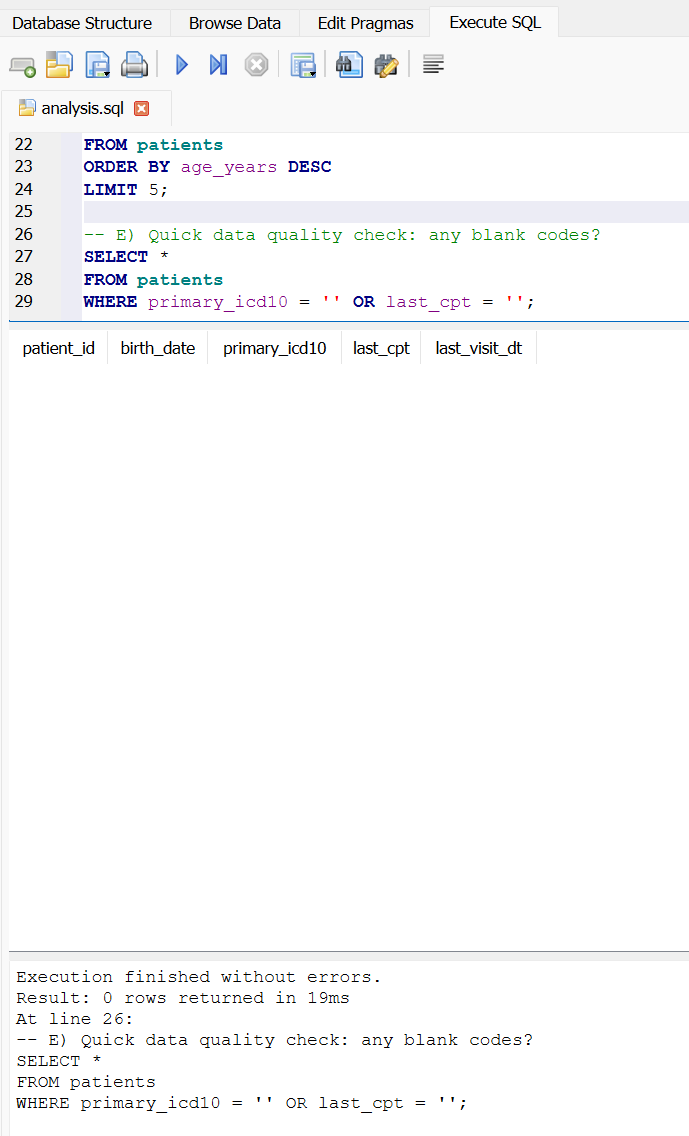 Database Structure Browse Data Edit Pragmas Execute SQL
analysis.sql
22 FROM patients
23 ORDER BY age_years DESC
24 LIMIT 5;
25
26 -- E) Quick data quality check: any blank codes?
27 SELECT *
28 FROM patients
29 WHERE primary_icd10 = '' OR last_cpt = '';
patient_id birth_date primary_icd10 last_cpt last_visit_dt
Execution finished without errors.
Result: 0 rows returned in 19ms
At line 26:
-- E) Quick data quality check: any blank codes?
SELECT *
FROM patients
WHERE primary_icd10 = '' OR last_cpt = '';